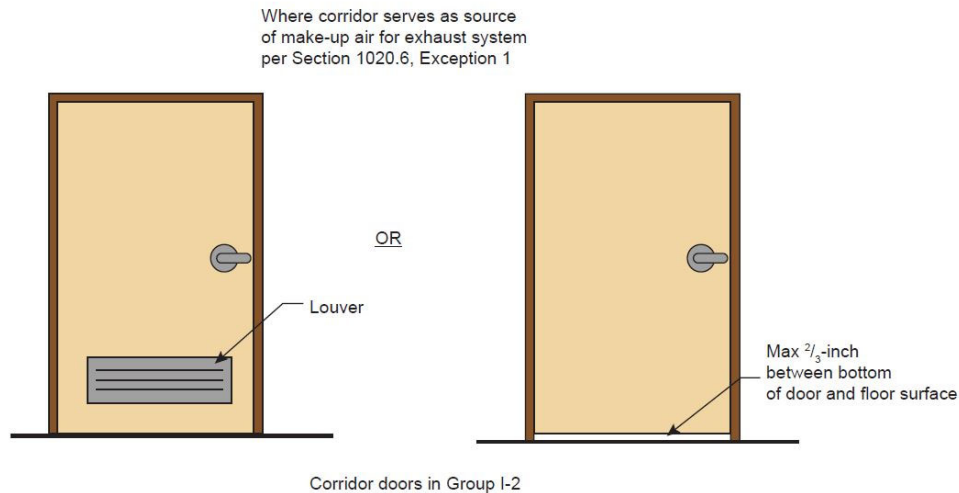 Where corridor serves as source
of make-up air for exhaust system
per Section 1020.6, Exception 1
OR
Louver
Max 2/3-inch
between bottom
of door and floor surface
Corridor doors in Group I-2